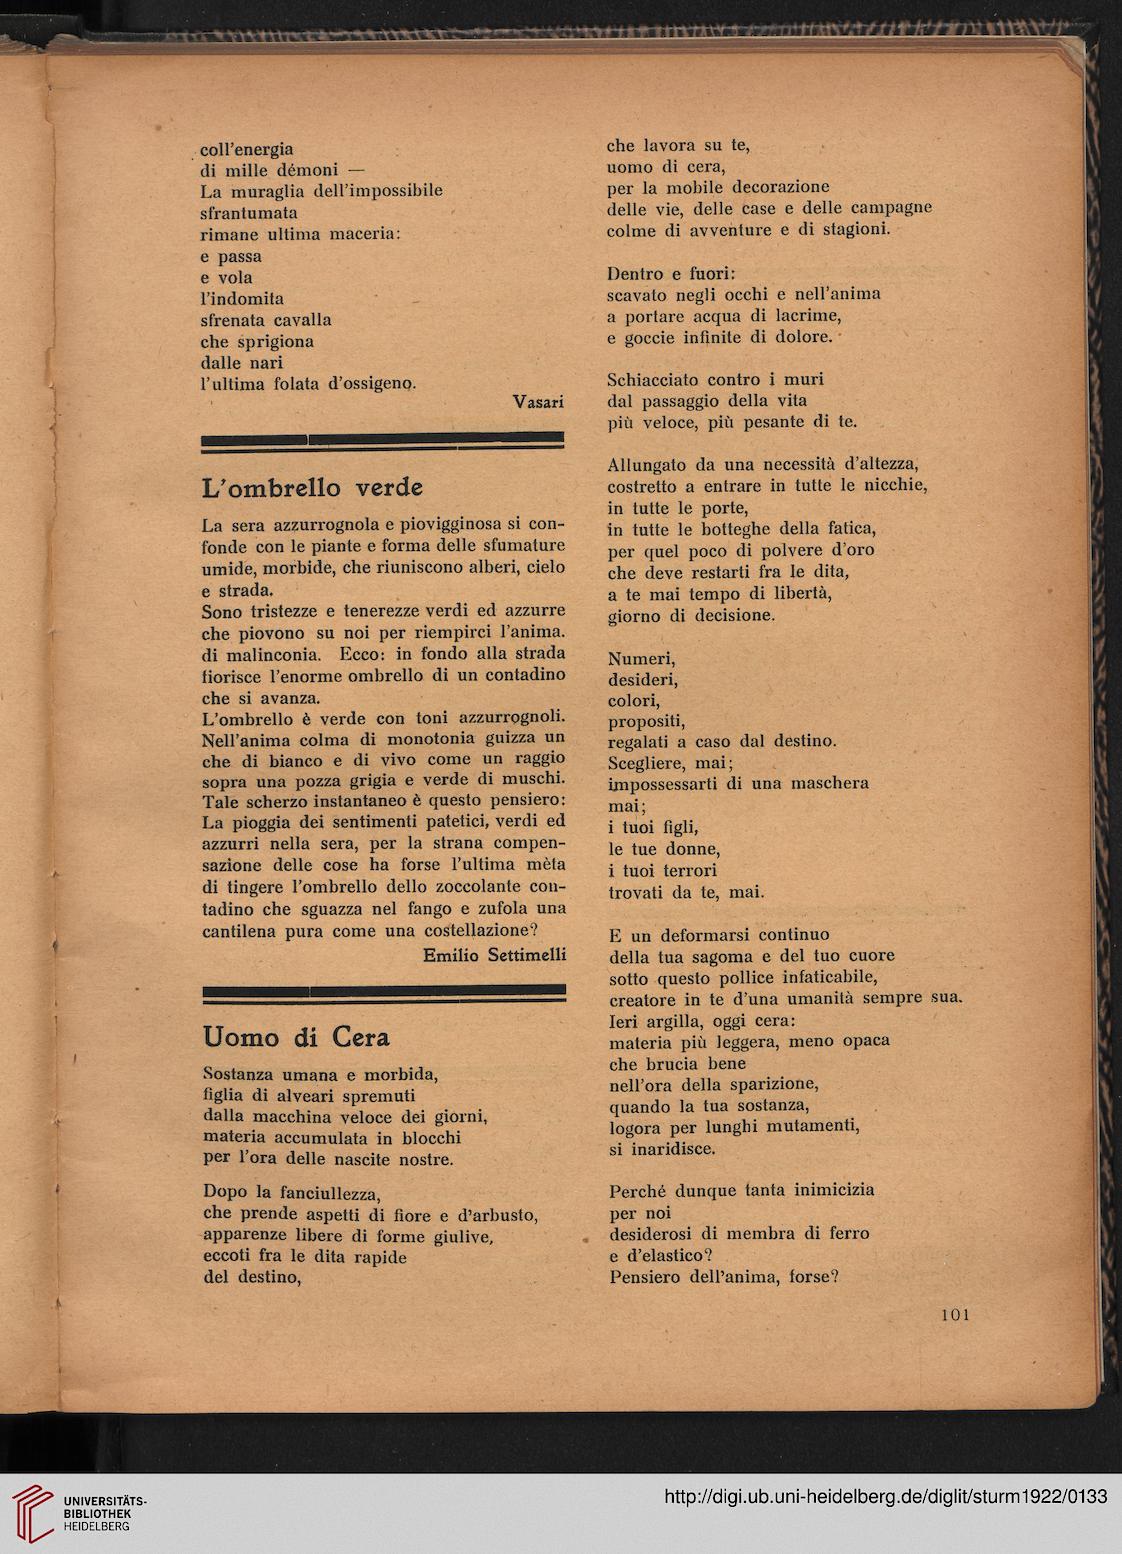 coll'energia
di mille démoni —
La muraglia dell'impossibile
sfrantumata
rimane ultima maceria:
e passa
e vola
l'indomita
sfrenata cavalla
che sprigiona
dalle nari
l'ultima folata d'ossigeno.
Vasari
L'ombrello verde
La sera azzurrognola e piovigginosa si con-
fonde con le piante e forma delle sfumature
umide, morbide, che riuniscono alberi, cielo
e strada.
Sono tristezze e tenerezze verdi ed azzurre
che piovono su noi per riempirci l'anima.
di malinconia. Ecco: in fondo alla strada
fiorisce l'enorme ombrello di un contadino
che si avanza.
L'ombrello è verde con toni azzurrognoli.
Nell'anima colma di monotonia guizza un
che di bianco e di vivo come un raggio
sopra una pozza grigia e verde di muschi.
Tale scherzo instantaneo è questo pensiero:
La pioggia dei sentimenti patetici, verdi ed
azzurri nella sera, per la strana compen-
sazione delle cose ha forse l'ultima mèta
di tingere l'ombrello dello zoccolante con-
tadino che sguazza nel fango e zufola una
cantilena pura come una costellazione?
Emilio Settimelli
Uomo di Cera
Sostanza umana e morbida,
figlia di alveari spremuti
dalla macchina veloce dei giorni,
materia accumulata in blocchi
per l'ora delle nascite nostre.
Dopo la fanciullezza,
che prende aspetti di fiore e d'arbusto,
apparenze libere di forme giulive,
eccoti fra le dita rapide
del destino,
che lavora su te,
uomo di cera,
per la mobile decorazione
delle vie, delle case e delle campagne
colme di avventure e di stagioni.
Dentro e fuori:
scavato negli occhi e nell'anima
a portare acqua di lacrime,
e goccie infinite di dolore.
Schiacciato contro i muri
dal passaggio della vita
più veloce, più pesante di te.
Allungato da una necessità d'altezza,
costretto a entrare in tutte le nicchie,
in tutte le porte,
in tutte le botteghe della fatica,
per quel poco di polvere d'oro
che deve restarti fra le dita,
a te mai tempo di libertà,
giorno di decisione.
Numeri,
desideri,
colori,
propositi,
regalati a caso dal destino.
Scegliere, mai;
impossessarti di una maschera
mai;
i tuoi figli,
le tue donne,
i tuoi terrori
trovati da te, mai.
E un deformarsi continuo
della tua sagoma e del tuo cuore
sotto questo pollice infaticabile,
creatore in te d'una umanità sempre sua.
Ieri argilla, oggi cera:
materia più leggera, meno opaca
che brucia bene
nell'ora della sparizione,
quando la tua sostanza,
logora per lunghi mutamenti,
si inaridisce.
Perché dunque tanta inimicizia
per noi
desiderosi di membra di ferro
e d'elastico?
Pensiero dell'anima, forse?
101
UNIVERSITÄTS-
BIBLIOTHEK
HEIDELBERG
http://digi.ub.uni-heidelberg.de/diglit/sturm1922/0133